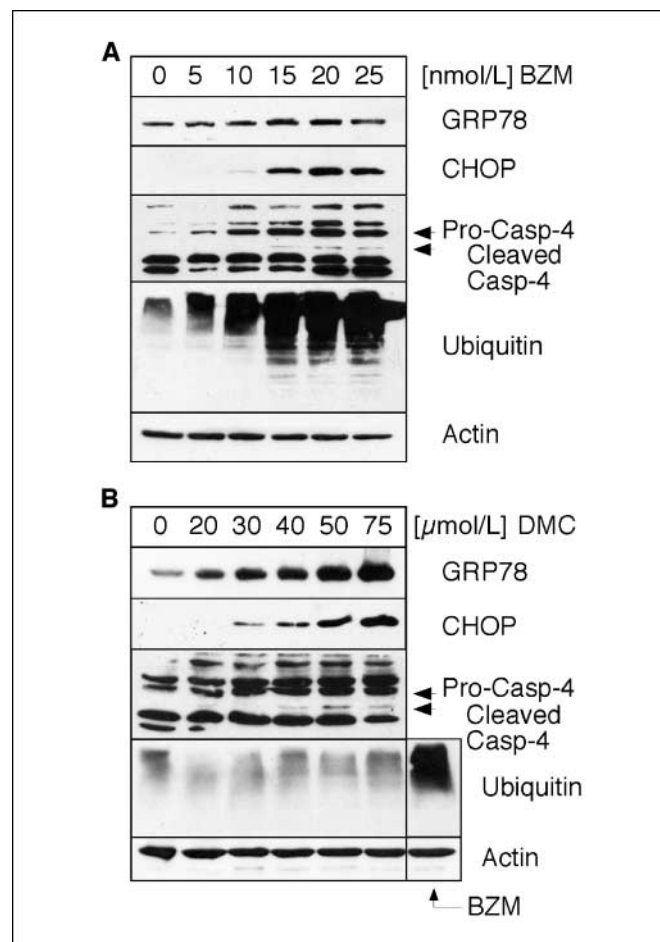 A
0 5 10 15 20 25 [nmol/L] BZM
GRP78
CHOP
Pro-Casp-4
Cleaved
Casp-4
Ubiquitin
Actin
B
0 20 30 40 50 75 [µmol/L] DMC
GRP78
CHOP
Pro-Casp-4
Cleaved
Casp-4
Ubiquitin
Actin
BZM